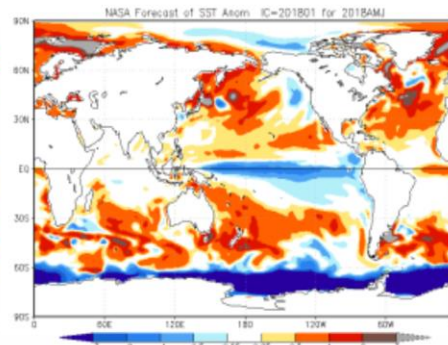 NASA Forecast of SST Anom IC=201801 for 2018AMJ
90N
60N
30N
EQ
30S
60S
90S
0 60E 120E 180 120W 60W